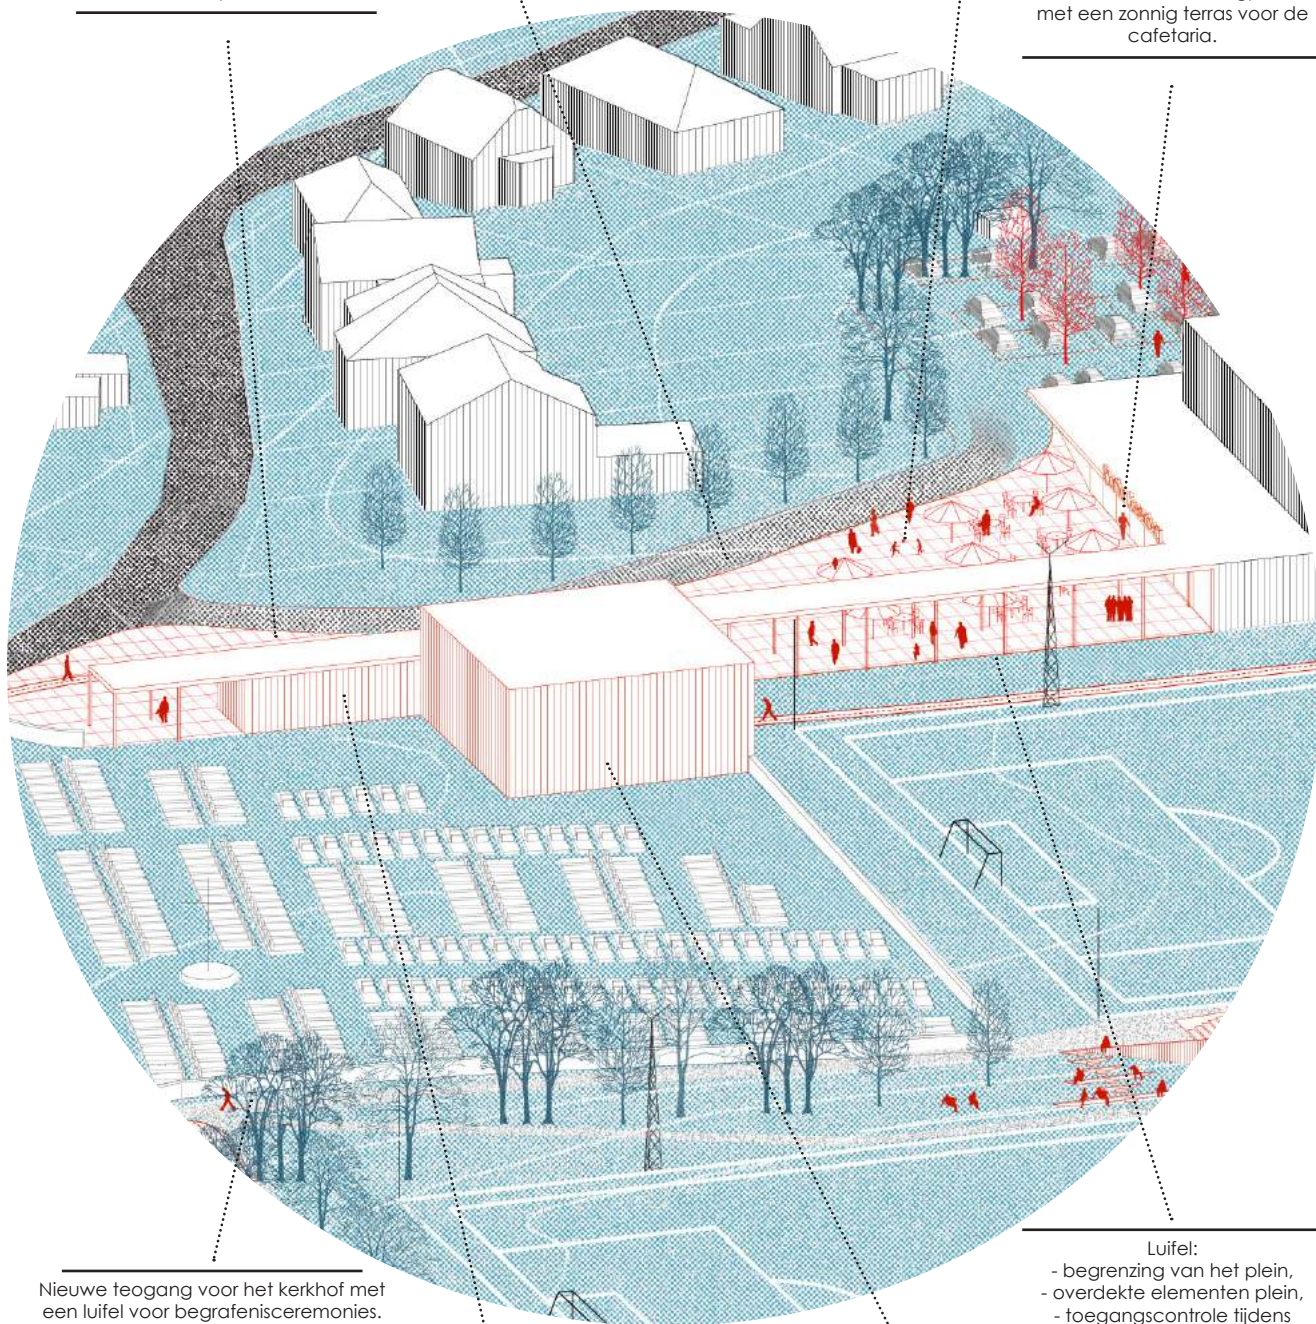 met een zonnig terras voor de
cafetaria.
Nieuwe teogang voor het kerkhof met
een luifel voor begrafenisceremonies.
Luifel:
- begrenzing van het plein,
- overdekte elementen plein,
- toegangscontrole tijdens